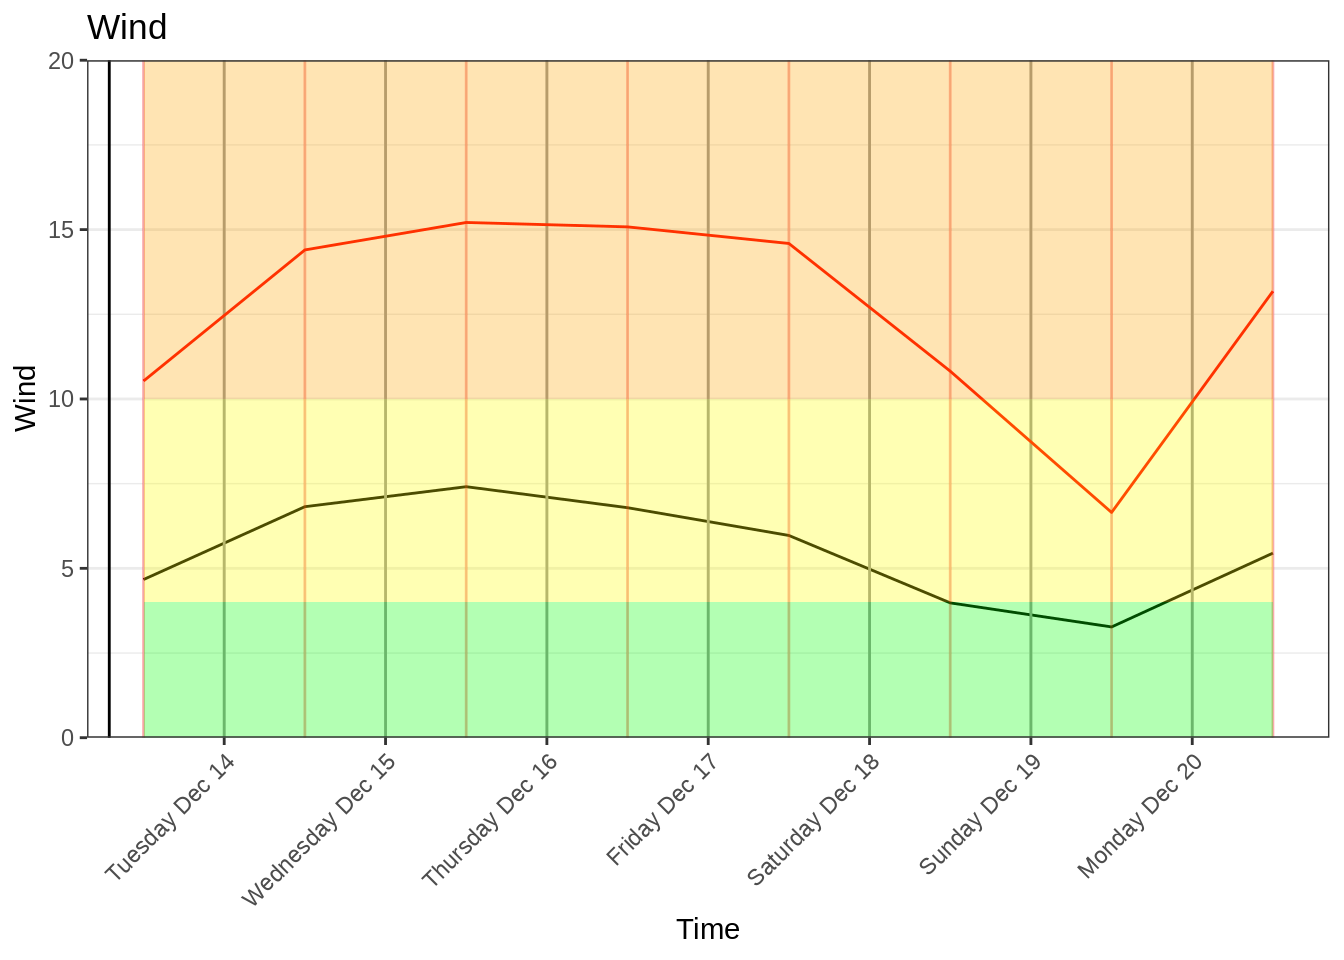 Wind
Wind
20
15
10
5
0
Tuesday Dec 14
Wednesday Dec 15
Thursday Dec 16
Friday Dec 17
Saturday Dec 18
Sunday Dec 19
Monday Dec 20
Time